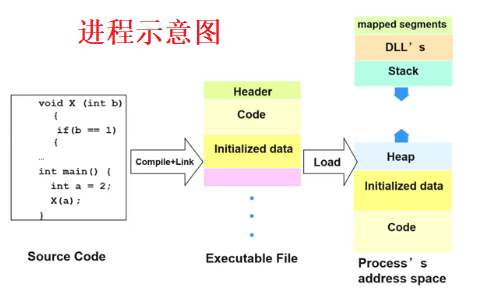 进程示意图
void X (int b)
{
if(b == 1)
{
…
int main() {
int a = 2;
X(a);
}
Source Code
Compile+Link
Header
Code
Initialized data
Executable File
Load
mapped segments
DLL’s
Stack
Heap
Initialized data
Code
Process’s
address space